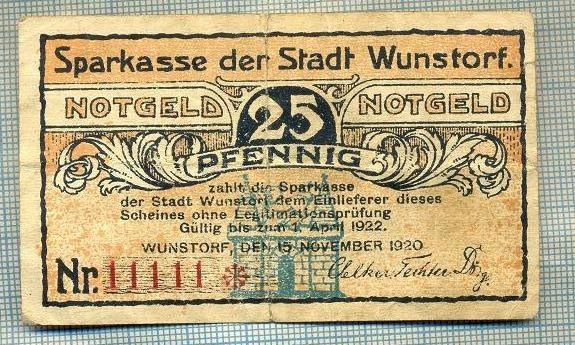 Sparkasse der Stadt Wunstorf.
NOTGELD 25 NOTGELD
PFENNIG
zahlt die Sparkasse
der Stadt Wunstorf dem Einlieferer dieses
Scheines ohne Legitimationsprüfung
Gültig bis zum 1. April 1922.
WUNSTORF, DEN 15. NOVEMBER 1920
Nr. 11111 *